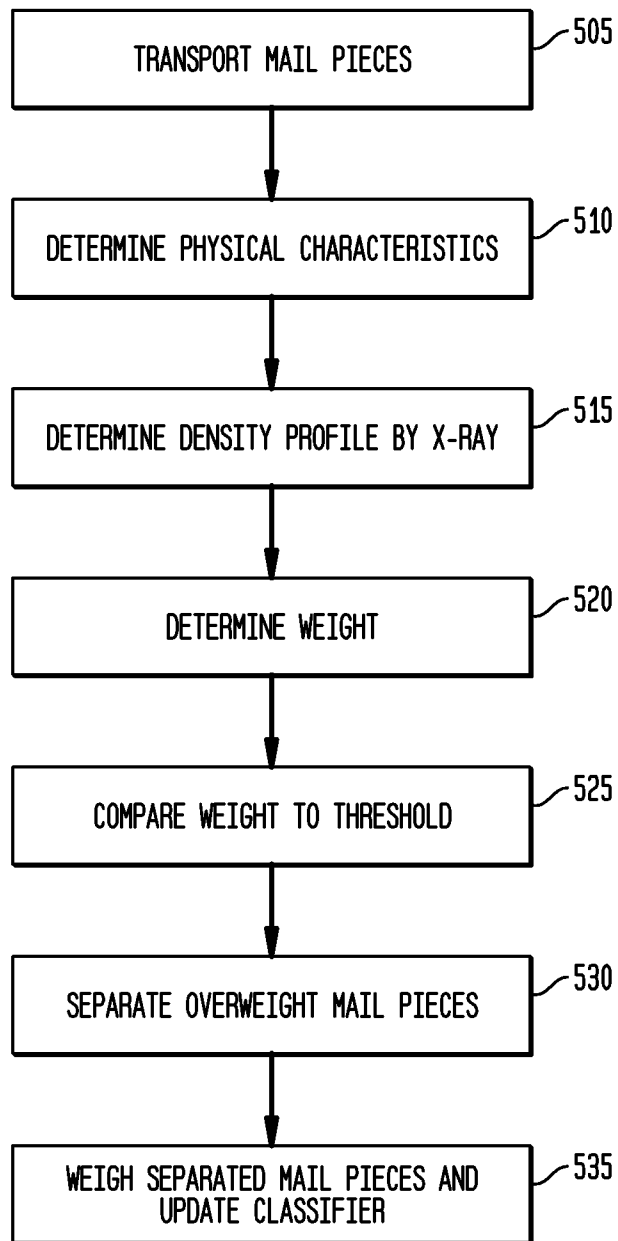 TRANSPORT MAIL PIECES
505
DETERMINE PHYSICAL CHARACTERISTICS
510
DETERMINE DENSITY PROFILE BY X-RAY
515
DETERMINE WEIGHT
520
COMPARE WEIGHT TO THRESHOLD
525
SEPARATE OVERWEIGHT MAIL PIECES
530
WEIGH SEPARATED MAIL PIECES AND
UPDATE CLASSIFIER
535